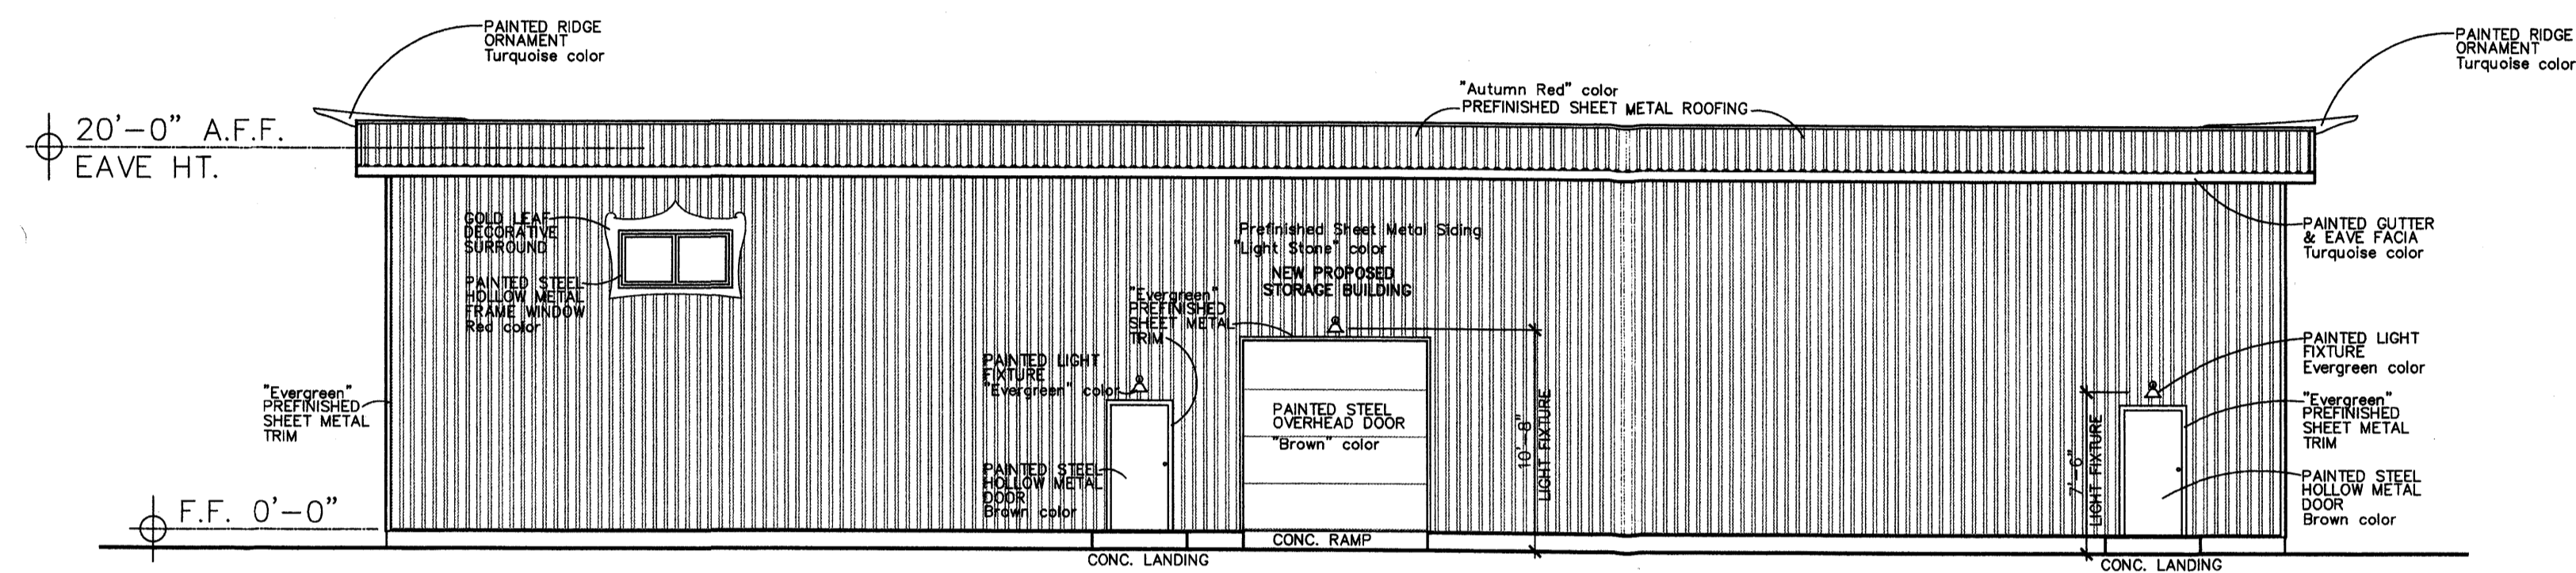 PAINTED RIDGE
ORNAMENT
Turquoise color
PAINTED RIDGE
ORNAMENT
Turquoise color
"Autumn Red" color
PREFINISHED SHEET METAL ROOFING
20'-0" A.F.F.
EAVE HT.
GOLD LEAF
DECORATIVE
SURROUND
PAINTED STEEL
HOLLOW METAL
FRAME WINDOW
Red color
Prefinished Sheet Metal Siding
"Light Stone" color
NEW PROPOSED
STORAGE BUILDING
PAINTED GUTTER
& EAVE FACIA
Turquoise color
"Evergreen"
PREFINISHED
SHEET METAL
TRIM
PAINTED LIGHT
FIXTURE
"Evergreen" color
"Evergreen"
PREFINISHED
SHEET METAL
TRIM
PAINTED STEEL
OVERHEAD DOOR
"Brown" color
10'-8"
LIGHT FIXTURE
PAINTED STEEL
HOLLOW METAL
DOOR
Brown color
7'-6"
LIGHT FIXTURE
PAINTED LIGHT
FIXTURE
Evergreen color
"Evergreen"
PREFINISHED
SHEET METAL
TRIM
PAINTED STEEL
HOLLOW METAL
DOOR
Brown color
F.F. 0'-0"
CONC. LANDING
CONC. RAMP
CONC. LANDING